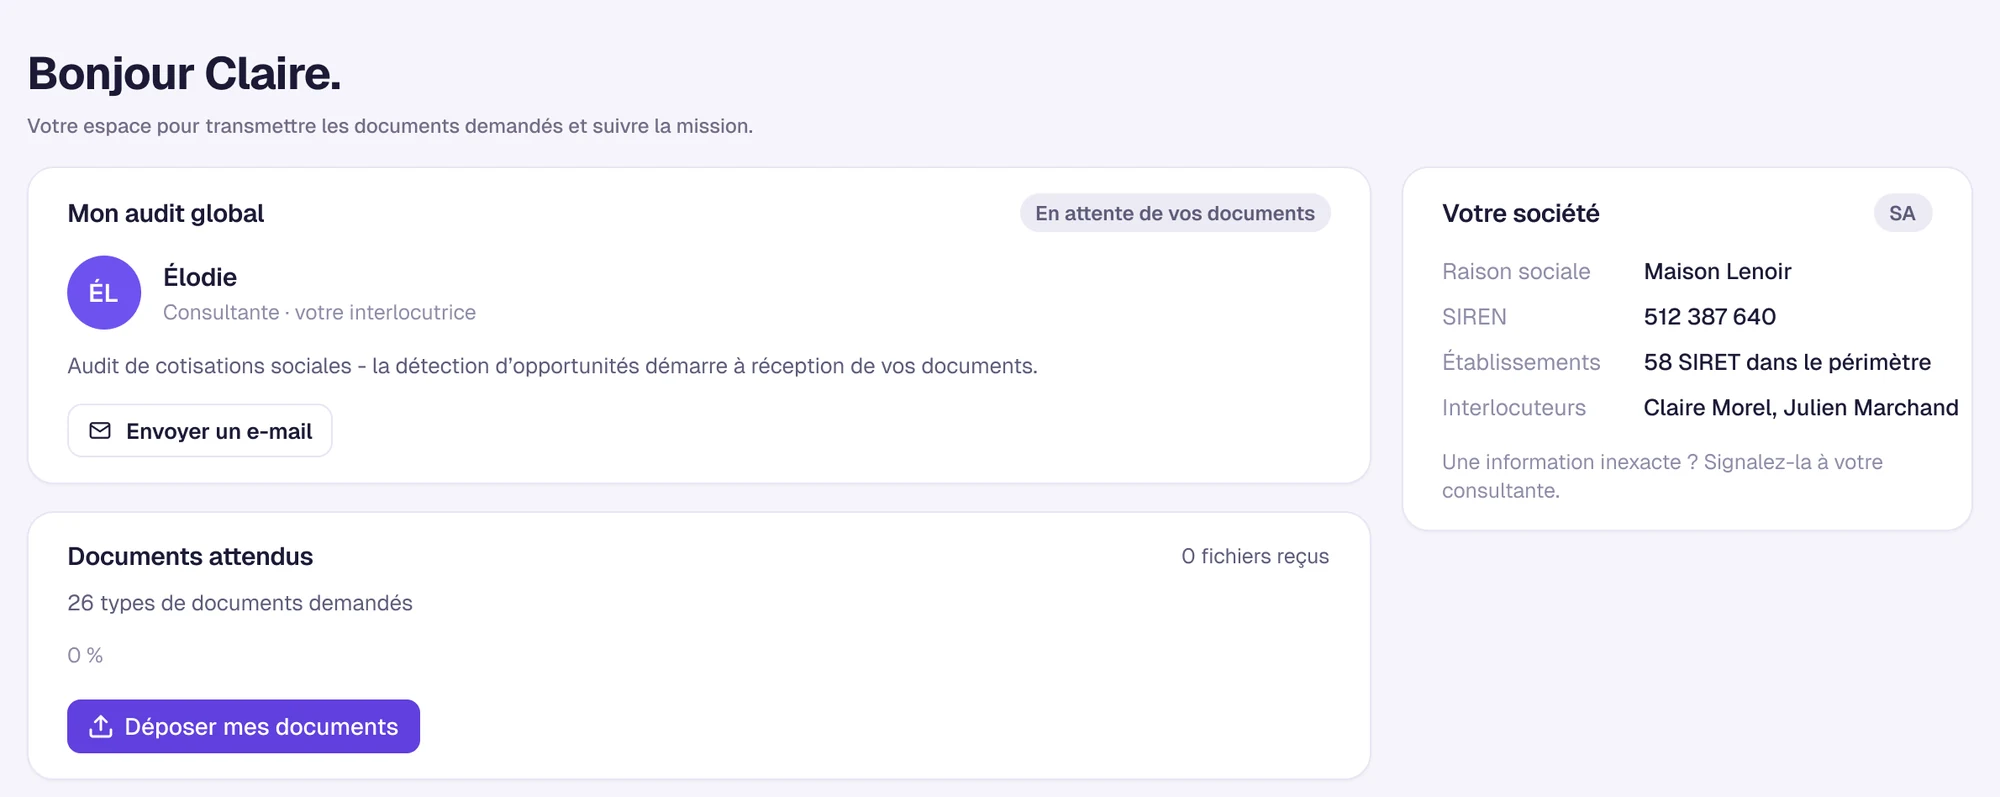 Bonjour Claire.
Votre espace pour transmettre les documents demandés et suivre la mission.
Mon audit global
En attente de vos documents
ÉL
Élodie
Consultante · votre interlocutrice
Audit de cotisations sociales - la détection d’opportunités démarre à réception de vos documents.
Envoyer un e-mail
Documents attendus
0 fichiers reçus
26 types de documents demandés
0 %
Déposer mes documents
Votre société
SA
Raison sociale Maison Lenoir
SIREN 512 387 640
Établissements 58 SIRET dans le périmètre
Interlocuteurs Claire Morel, Julien Marchand
Une information inexacte ? Signalez-la à votre
consultante.